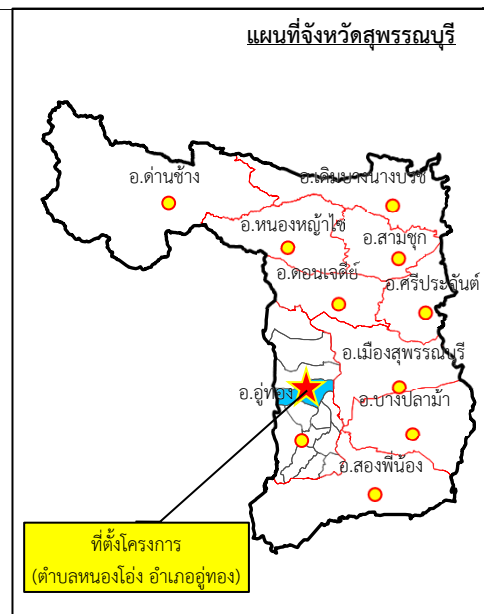 แผนที่จังหวัดสุพรรณบุรี
อ.ด่านช้าง
อ.เดิมบางนางบวช
อ.หนองหญ้าไซ
อ.สามชุก
อ.ดอนเจดีย์
อ.ศรีประจันต์
อ.เมืองสุพรรณบุรี
อ.อู่ทอง
อ.บางปลาม้า
อ.สองพี่น้อง
ที่ตั้งโครงการ
(ตำบลหนองโอ่ง อำเภออู่ทอง)